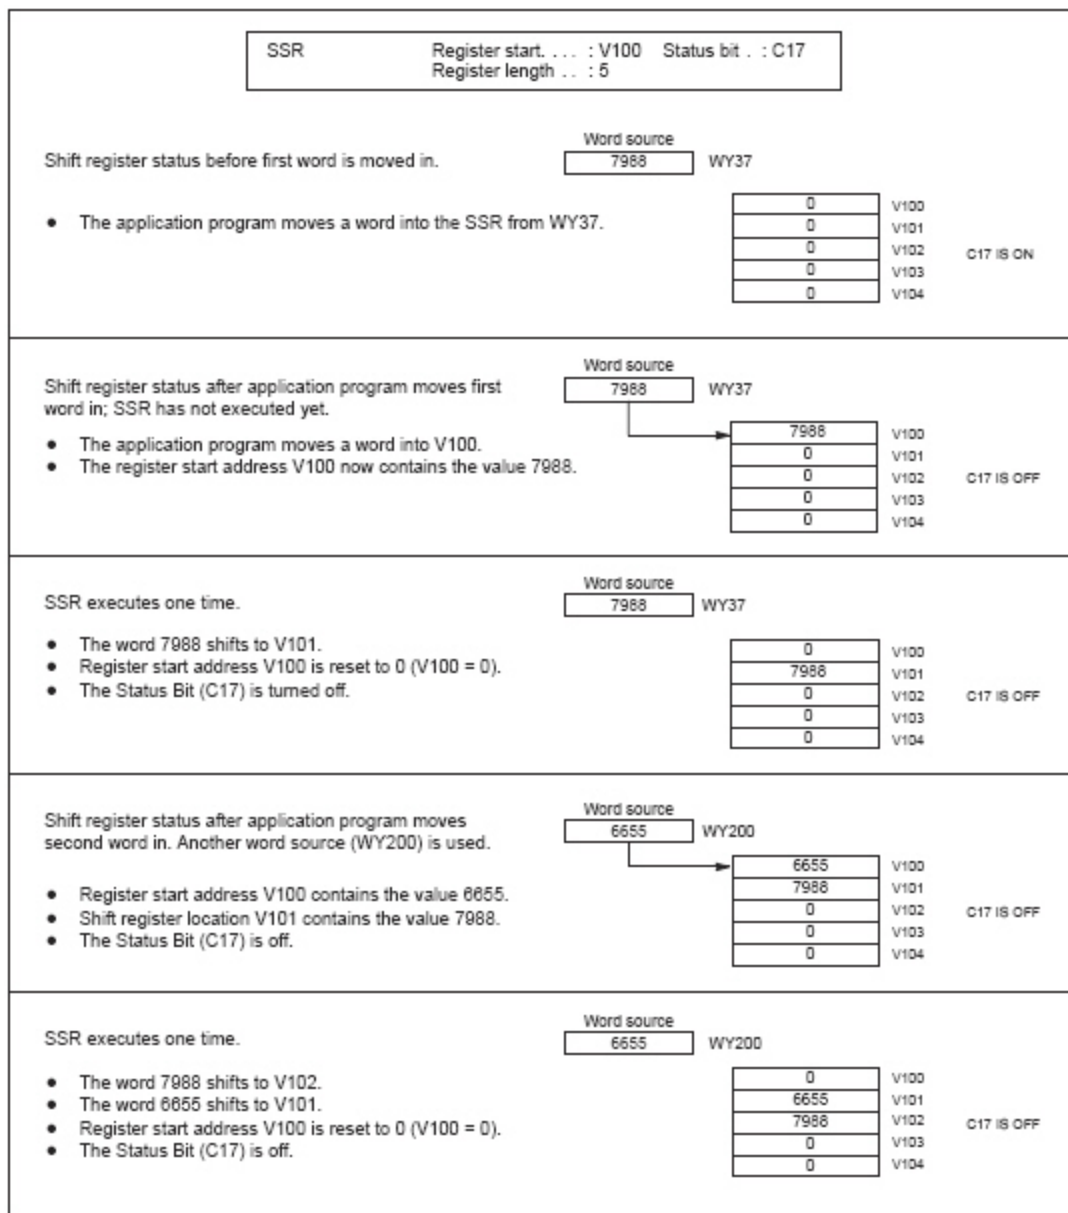 SSR Register start. . . . : V100 Status bit . : C17
Register length . . : 5
Word source
Shift register status before first word is moved in. 7988 WY37
● The application program moves a word into the SSR from WY37.
0 V100
0 V101
0 V102 C17 IS ON
0 V103
0 V104
Word source
7988 WY37
Shift register status after application program moves first
word in; SSR has not executed yet.
● The application program moves a word into V100.
● The register start address V100 now contains the value 7988.
7988 V100
0 V101
0 V102 C17 IS OFF
0 V103
0 V104
Word source
SSR executes one time. 7988 WY37
● The word 7988 shifts to V101.
● Register start address V100 is reset to 0 (V100 = 0).
● The Status Bit (C17) is turned off.
0 V100
7988 V101
0 V102 C17 IS OFF
0 V103
0 V104
Word source
6655 WY200
Shift register status after application program moves
second word in. Another word source (WY200) is used.
● Register start address V100 contains the value 6655.
● Shift register location V101 contains the value 7988.
● The Status Bit (C17) is off.
6655 V100
7988 V101
0 V102 C17 IS OFF
0 V103
0 V104
Word source
SSR executes one time. 6655 WY200
● The word 7988 shifts to V102.
● The word 6655 shifts to V101.
● Register start address V100 is reset to 0 (V100 = 0).
● The Status Bit (C17) is off.
0 V100
6655 V101
7988 V102 C17 IS OFF
0 V103
0 V104